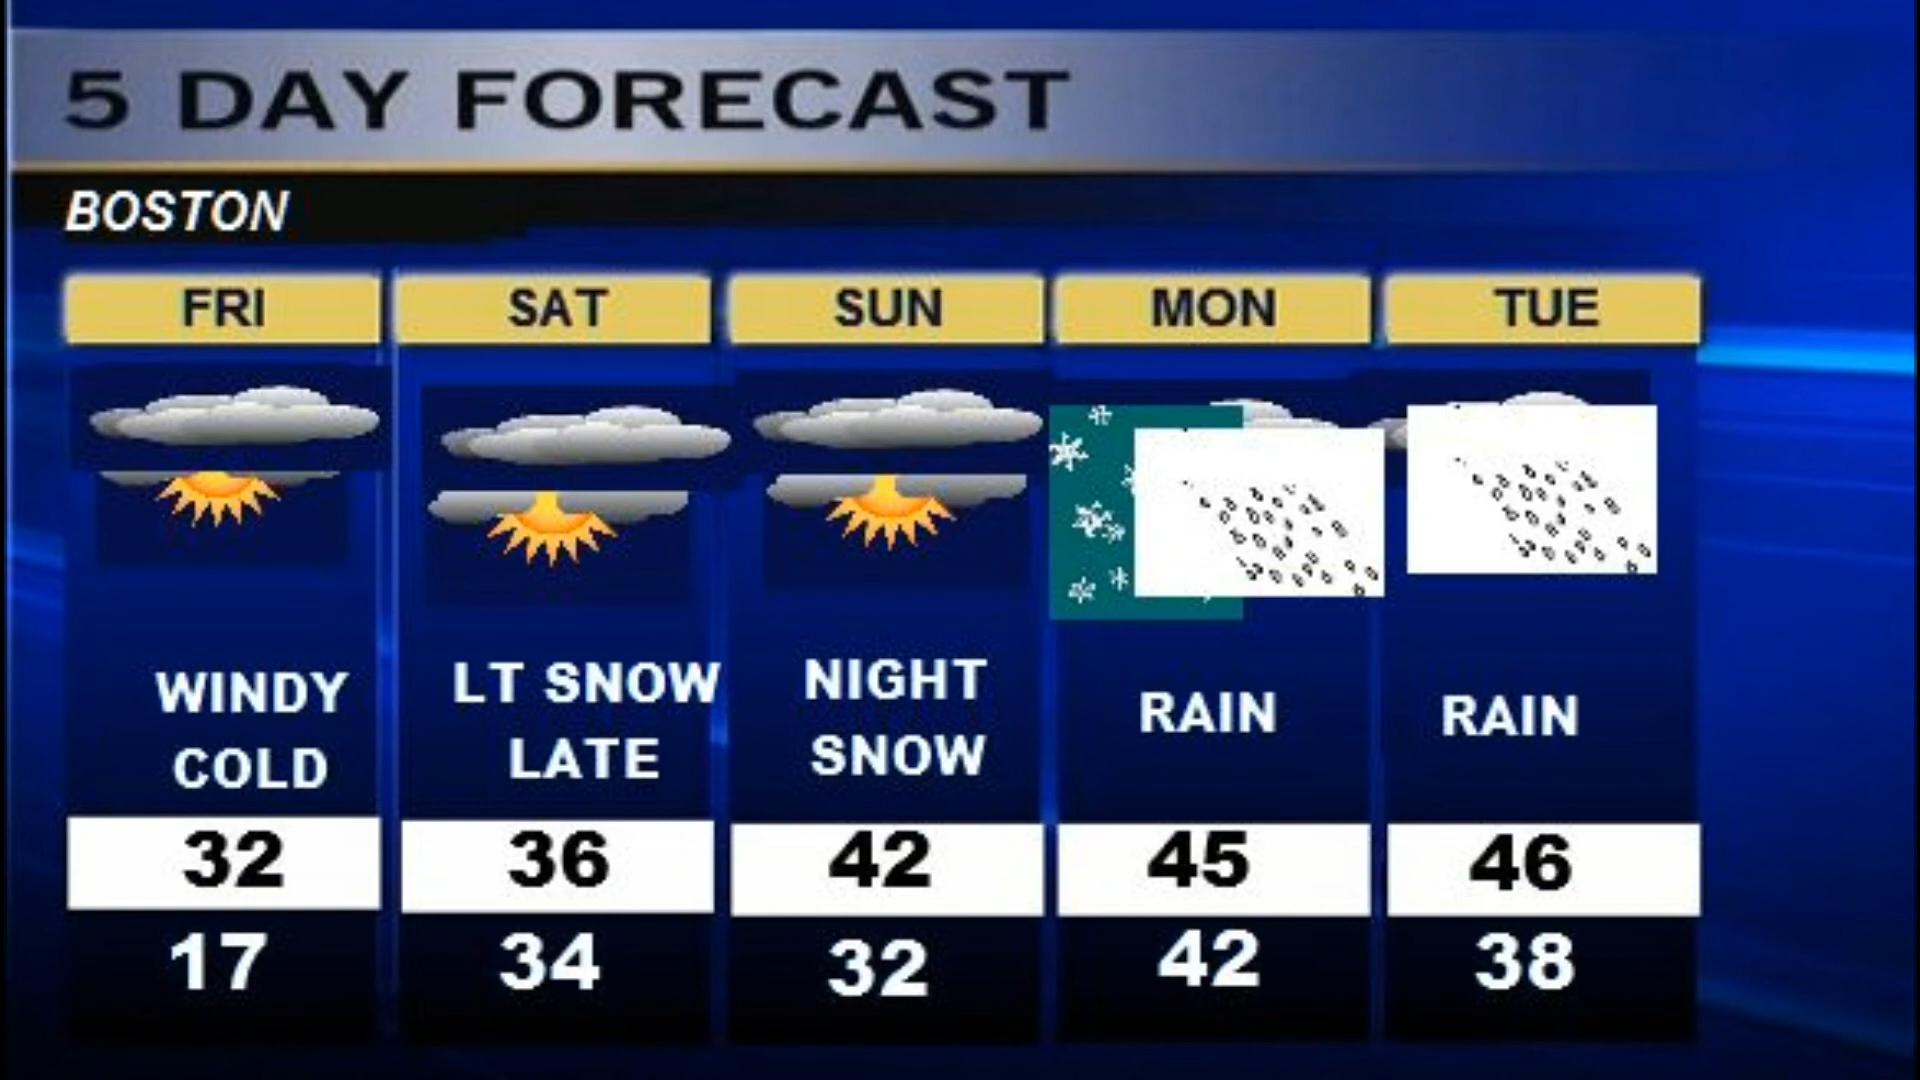 5 DAY FORECAST
BOSTON
FRI SAT SUN MON TUE
WINDY
COLD
LT SNOW
LATE
NIGHT
SNOW
RAIN
RAIN
32 36 42 45 46
17 34 32 42 38